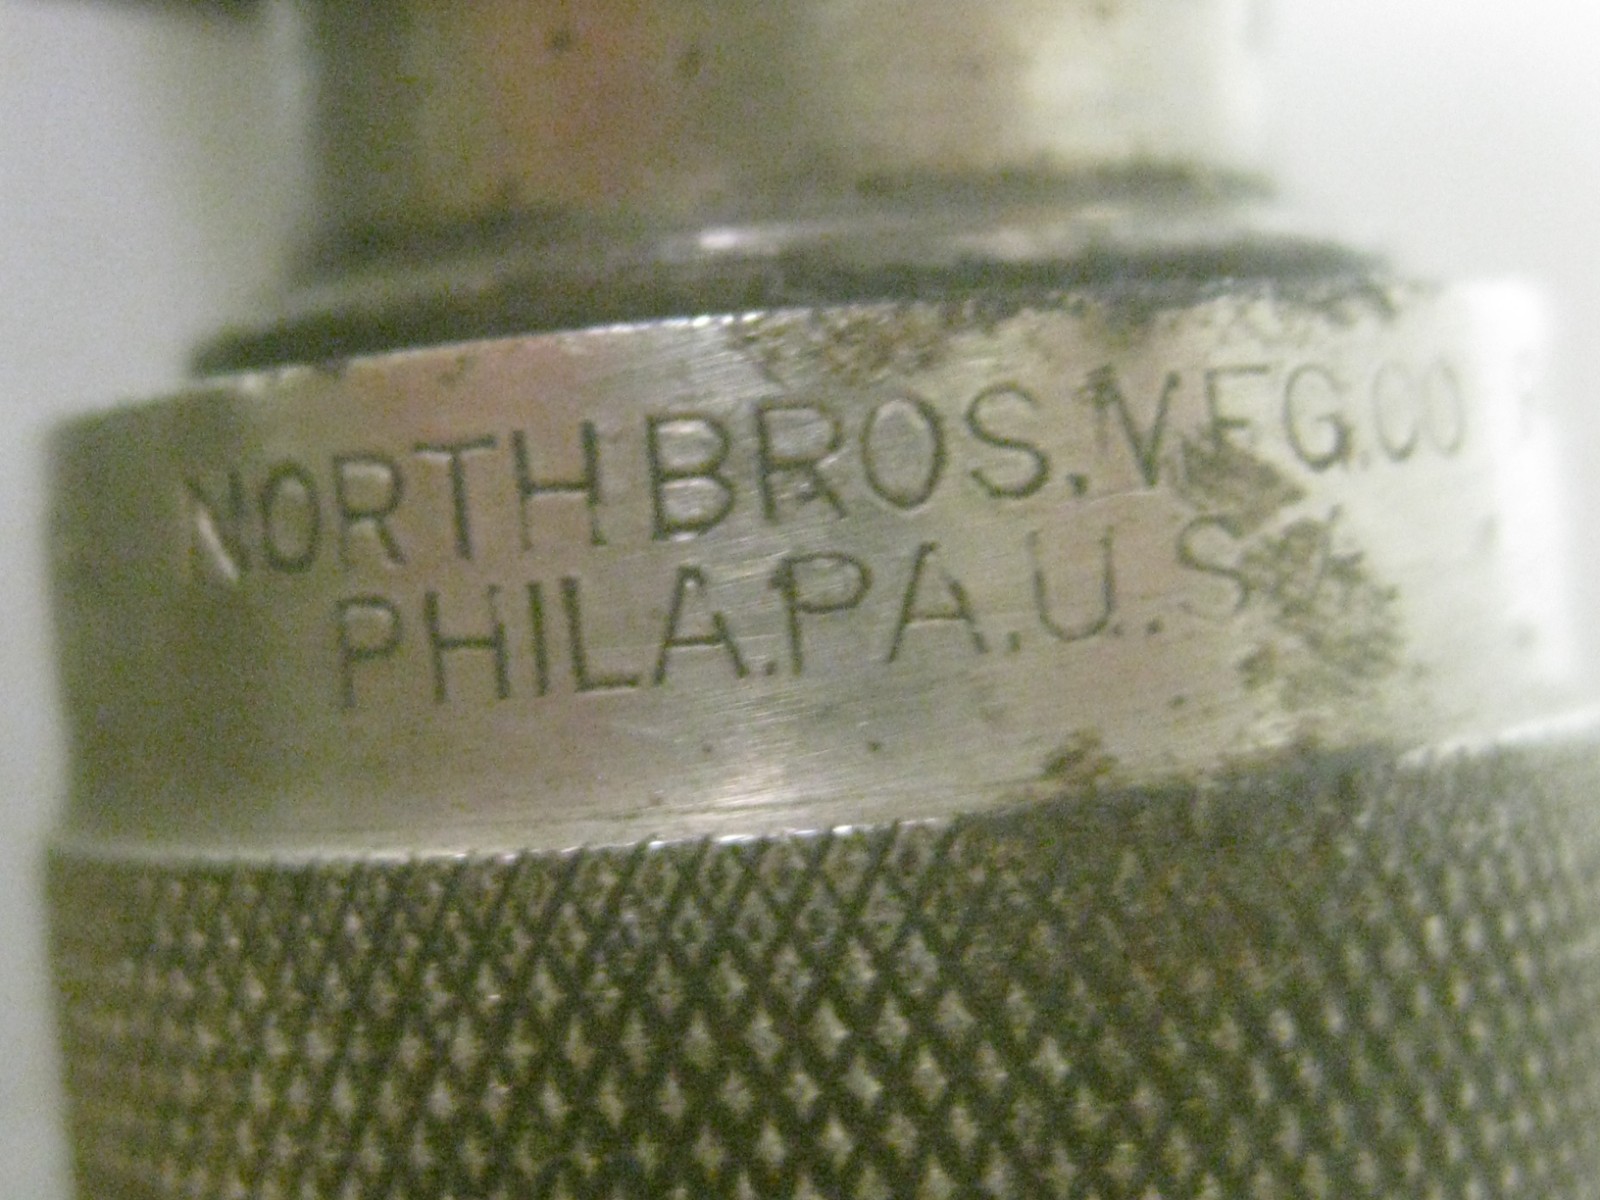 NORTH BROS. MFG. CO
PHILA. PA. U.S.